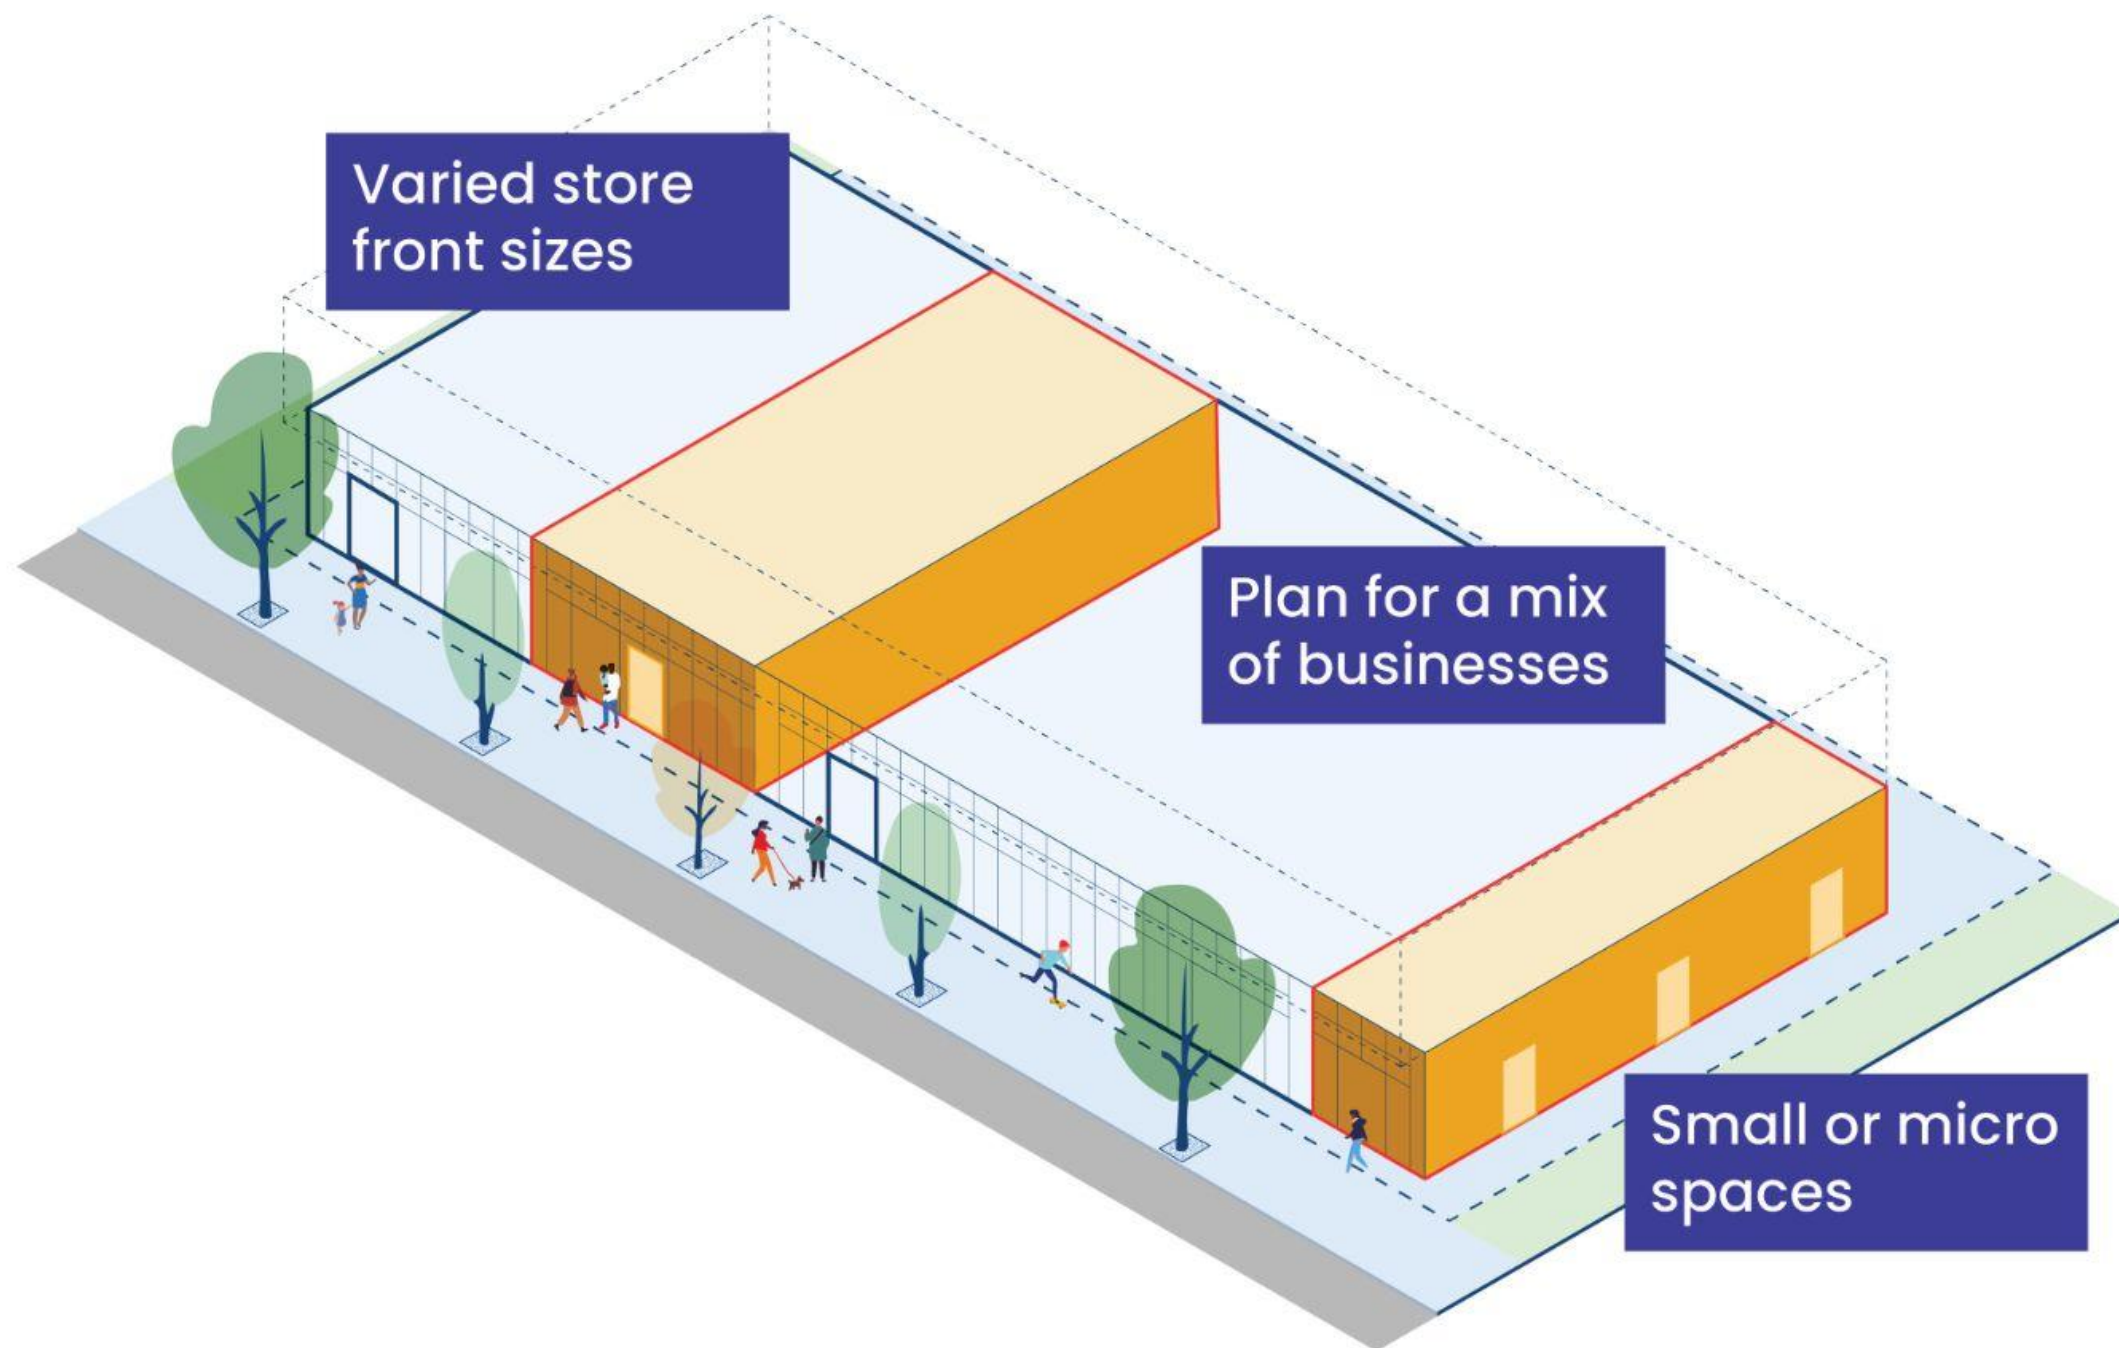 Varied store
front sizes
Plan for a mix
of businesses
Small or micro
spaces